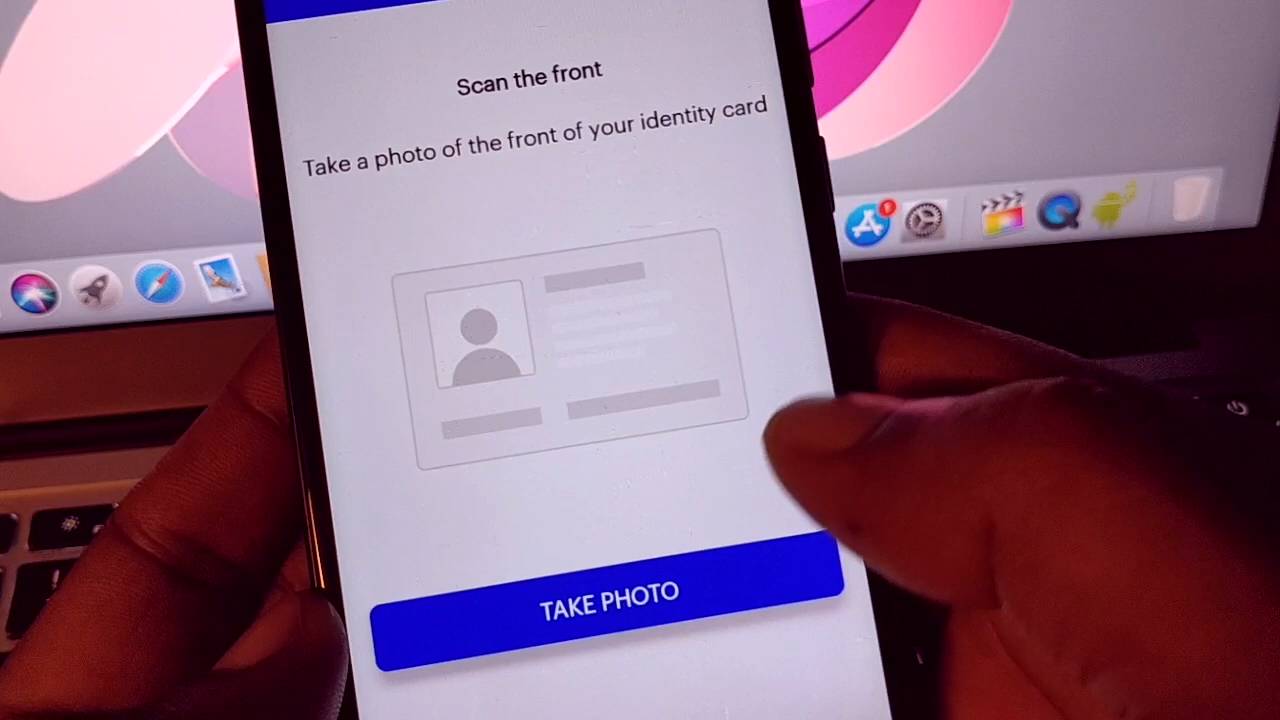 Scan the front
Take a photo of the front of your identity card
TAKE PHOTO